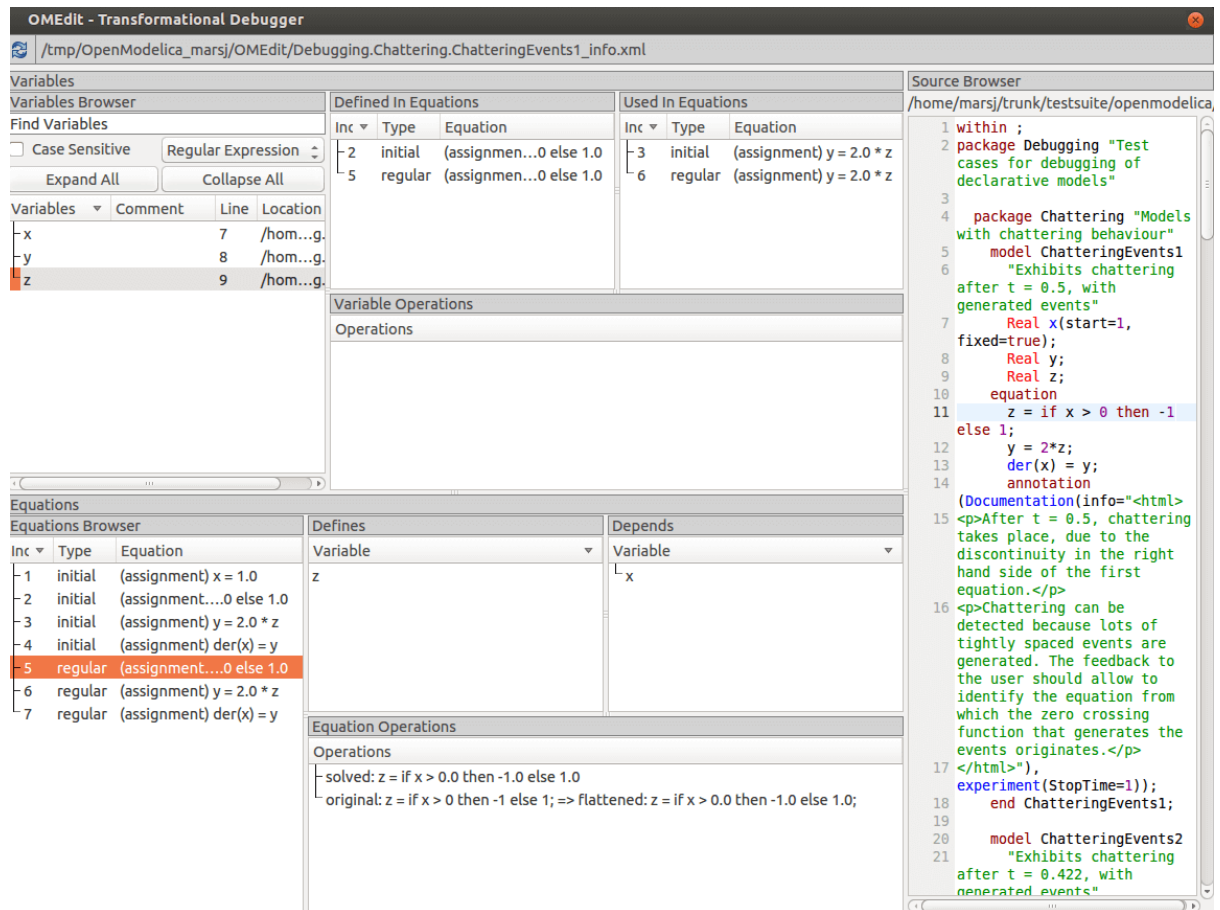 OMEdit - Transformational Debugger
/tmp/OpenModelica_marsj/OMEdit/Debugging.Chattering.ChatteringEvents1_info.xml
Variables
Variables Browser
Find Variables
Case Sensitive Regular Expression
Expand All Collapse All
Variables Comment Line Location
x 7 /hom...g.
y 8 /hom...g.
z 9 /hom...g.
Defined In Equations
Inc Type Equation
2 initial (assignmen...0 else 1.0
5 regular (assignmen...0 else 1.0
Used In Equations
Inc Type Equation
3 initial (assignment) y = 2.0 * z
6 regular (assignment) y = 2.0 * z
Variable Operations
Operations
Equations
Equations Browser
Inc Type Equation
1 initial (assignment) x = 1.0
2 initial (assignment....0 else 1.0
3 initial (assignment) y = 2.0 * z
4 initial (assignment) der(x) = y
5 regular (assignment....0 else 1.0
6 regular (assignment) y = 2.0 * z
7 regular (assignment) der(x) = y
Defines
Variable
z
Depends
Variable
x
Equation Operations
Operations
solved: z = if x > 0.0 then -1.0 else 1.0
original: z = if x > 0 then -1 else 1; => flattened: z = if x > 0.0 then -1.0 else 1.0;
Source Browser
/home/marsj/trunk/testsuite/openmodelica,
1 within ;
2 package Debugging "Test
cases for debugging of
declarative models"
3
4 package Chattering "Models
with chattering behaviour"
5 model ChatteringEvents1
6 "Exhibits chattering
after t = 0.5, with
generated events"
7 Real x(start=1,
fixed=true);
8 Real y;
9 Real z;
10 equation
11 z = if x > 0 then -1
else 1;
12 y = 2*z;
13 der(x) = y;
14 annotation
(Documentation(info="<html>
15 <p>After t = 0.5, chattering
takes place, due to the
discontinuity in the right
hand side of the first
equation.</p>
16 <p>Chattering can be
detected because lots of
tightly spaced events are
generated. The feedback to
the user should allow to
identify the equation from
which the zero crossing
function that generates the
events originates.</p>
17 </html>"),
experiment(StopTime=1));
18 end ChatteringEvents1;
19
20 model ChatteringEvents2
21 "Exhibits chattering
after t = 0.422, with
generated events"